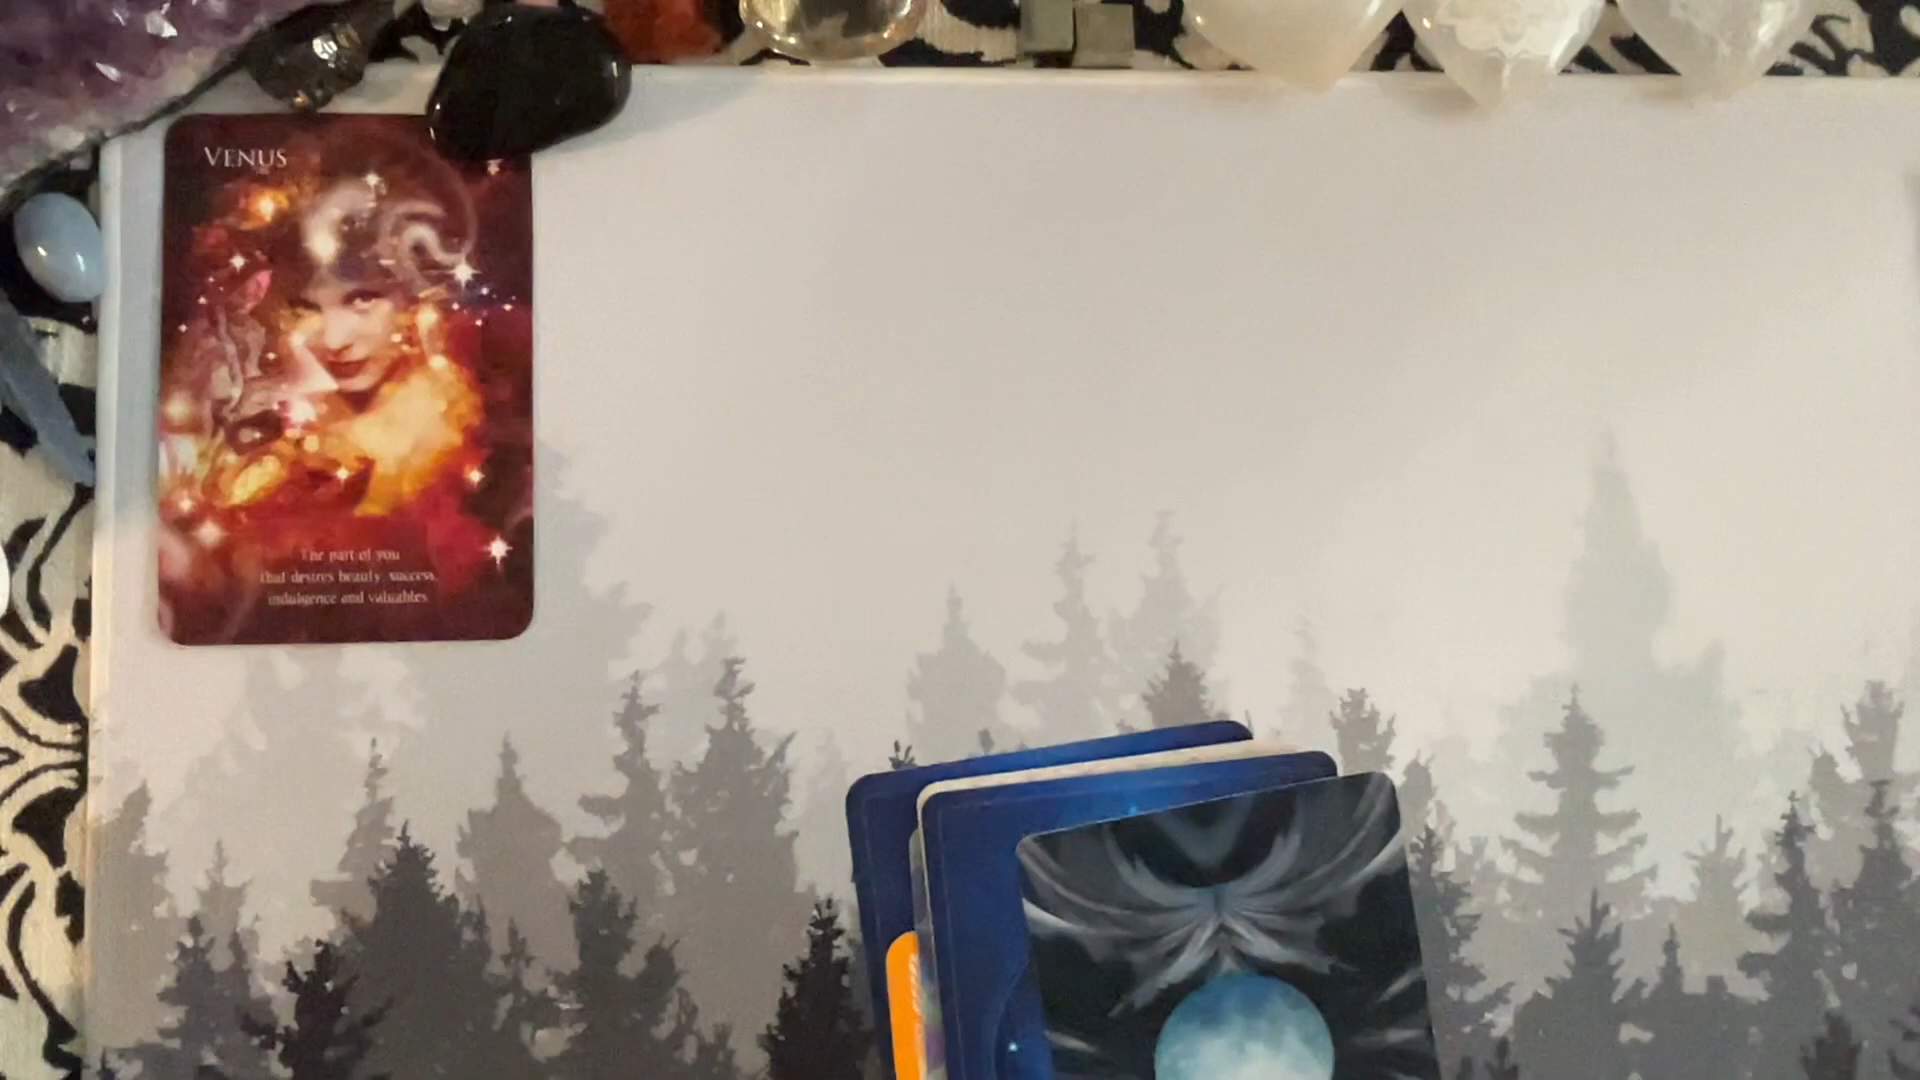 VENUS
The part of you
that desires beauty, success,
indulgence and valuables.